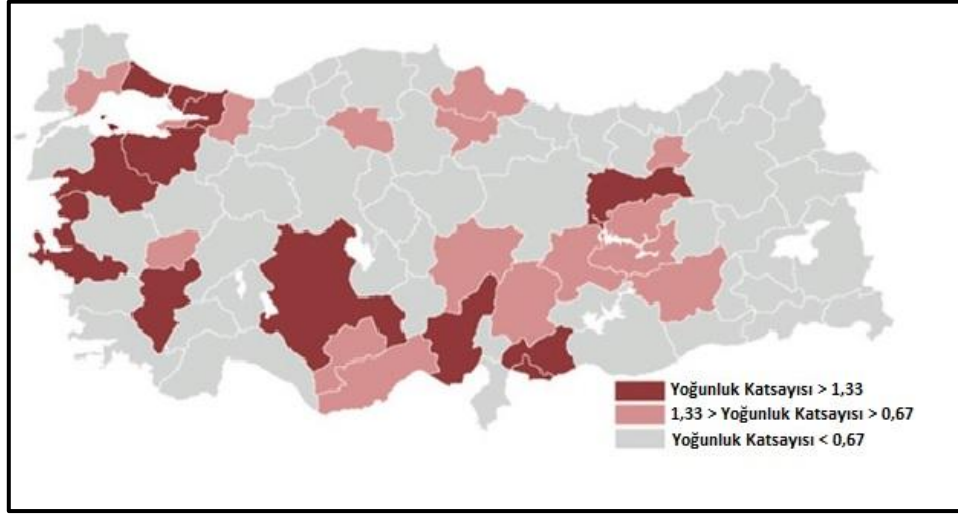 Yoğunluk Katsayısı > 1,33
1,33 > Yoğunluk Katsayısı > 0,67
Yoğunluk Katsayısı < 0,67